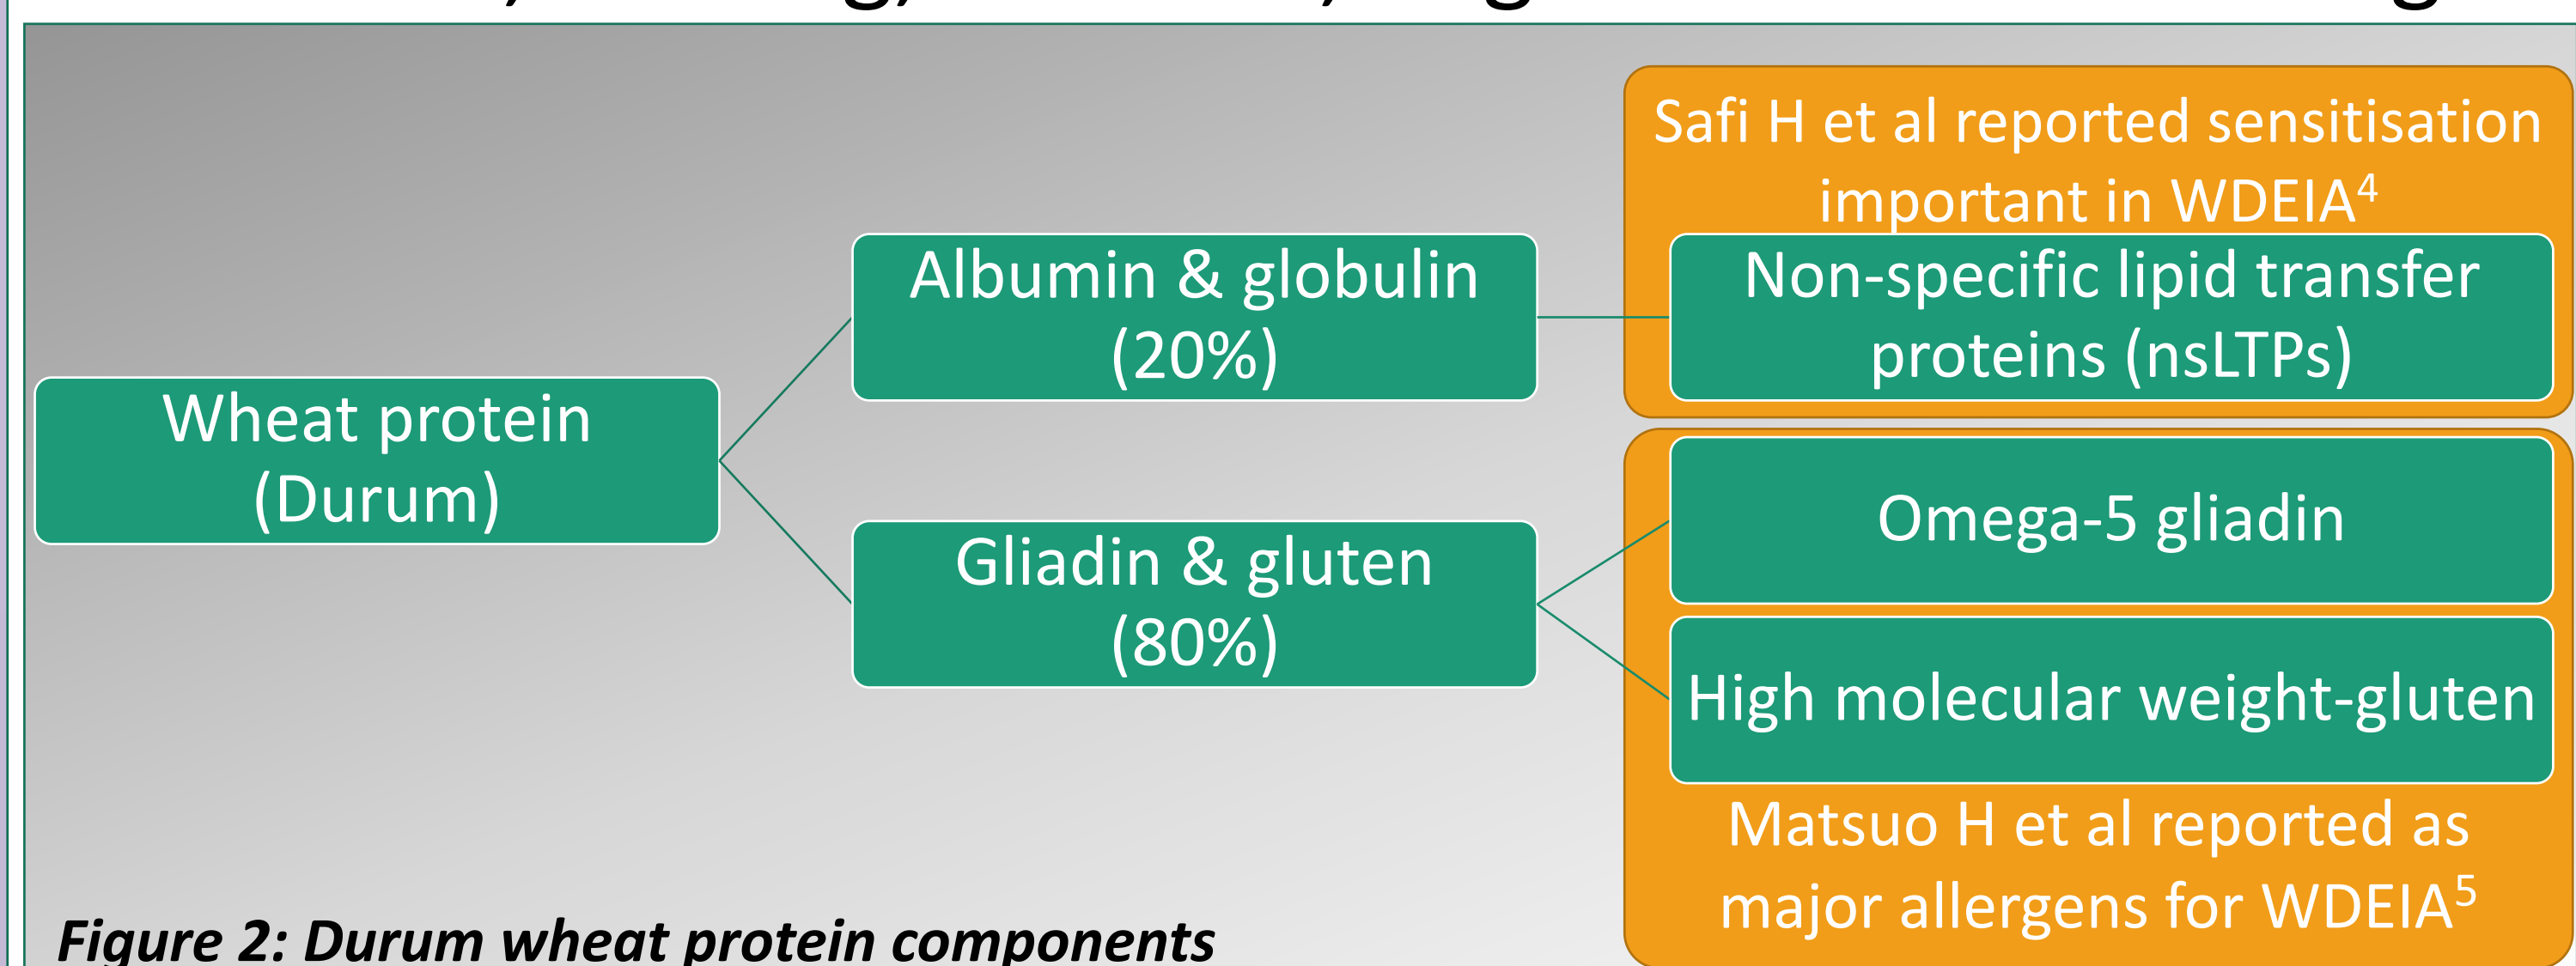 Safi H et al reported sensitisation
important in WDEIA⁴
Albumin & globulin
(20%)
Non-specific lipid transfer
proteins (nsLTPs)
Wheat protein
(Durum)
Gliadin & gluten
(80%)
Omega-5 gliadin
High molecular weight-gluten
Matsuo H et al reported as
major allergens for WDEIA⁵
Figure 2: Durum wheat protein components